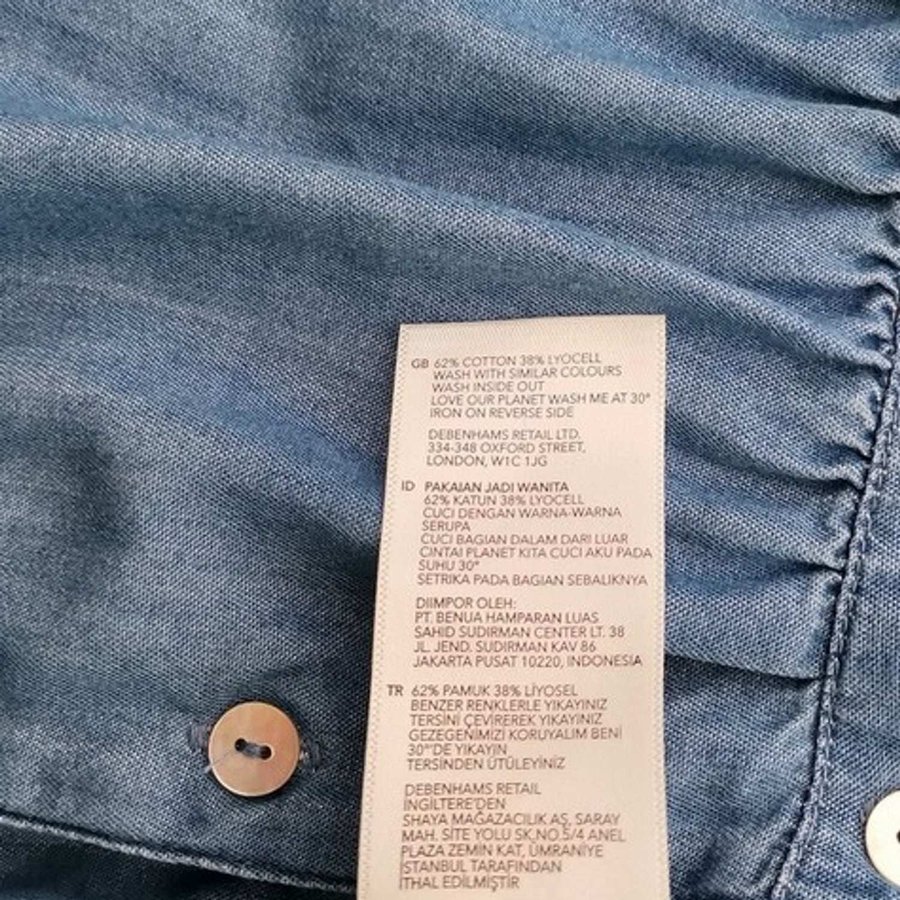 GB 62% COTTON 38% LYOCELL
WASH WITH SIMILAR COLOURS
WASH INSIDE OUT
LOVE OUR PLANET WASH ME AT 30°
IRON ON REVERSE SIDE
DEBENHAMS RETAIL LTD.
334-348 OXFORD STREET,
LONDON, W1C 1JG
ID PAKAIAN JADI WANITA
62% KATUN 38% LYOCELL
CUCI DENGAN WARNA-WARNA
SERUPA
CUCI BAGIAN DALAM DARI LUAR
CINTAI PLANET KITA CUCI AKU PADA
SUHU 30°
SETRIKA PADA BAGIAN SEBALIKNYA
DIIMPOR OLEH:
PT. BENUA HAMPARAN LUAS
SAHID SUDIRMAN CENTER LT. 38
JL. JEND. SUDIRMAN KAV 86
JAKARTA PUSAT 10220, INDONESIA
TR 62% PAMUK 38% LİYOSEL
BENZER RENKLERLE YIKAYINIZ
TERSİNİ ÇEVİREREK YIKAYINIZ
GEZEGENİMİZİ KORUYALIM BENİ
30°'DE YIKAYIN
TERSİNDEN ÜTÜLEYİNİZ
DEBENHAMS RETAIL
İNGİLTERE'DEN
SHAYA MAĞAZACILIK AŞ, SARAY
MAH. SİTE YOLU SK.NO.5/4 ANEL
PLAZA ZEMİN KAT, ÜMRANİYE
İSTANBUL TARAFINDAN
İTHAL EDİLMİŞTİR